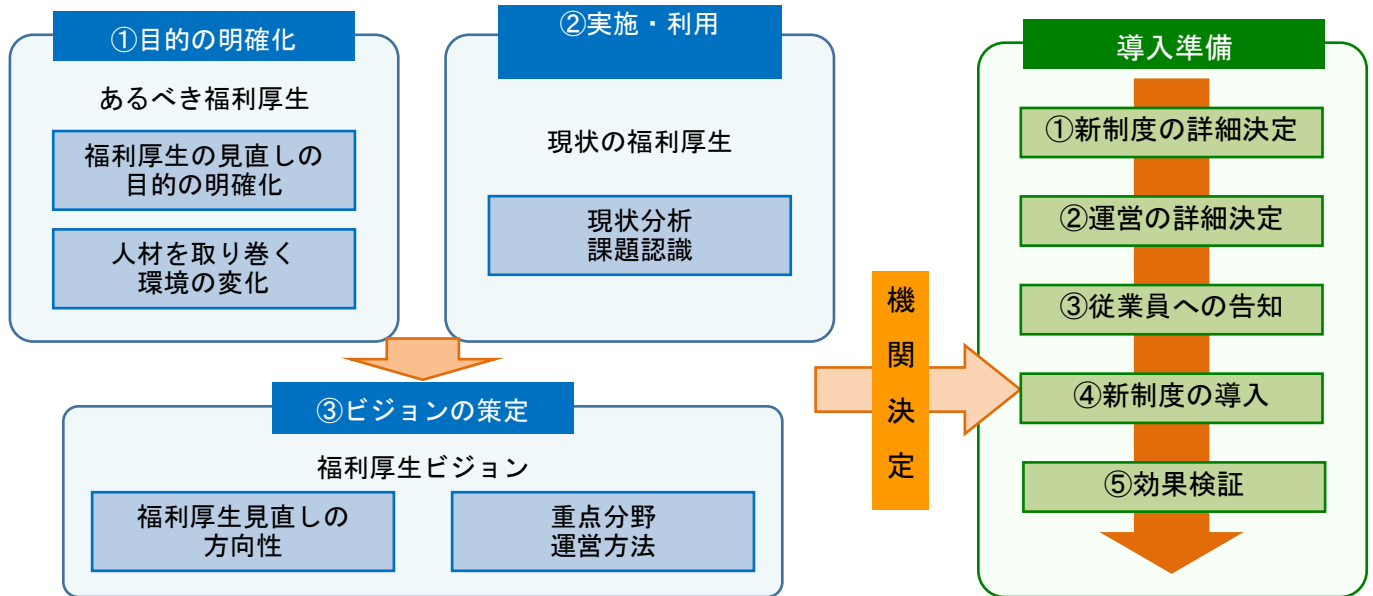 ①目的の明確化
あるべき福利厚生
福利厚生の見直しの
目的の明確化
人材を取り巻く
環境の変化
②実施・利用
現状の福利厚生
現状分析
課題認識
③ビジョンの策定
福利厚生ビジョン
福利厚生見直しの
方向性
重点分野
運営方法
機
関
決
定
導入準備
①新制度の詳細決定
②運営の詳細決定
③従業員への告知
④新制度の導入
⑤効果検証